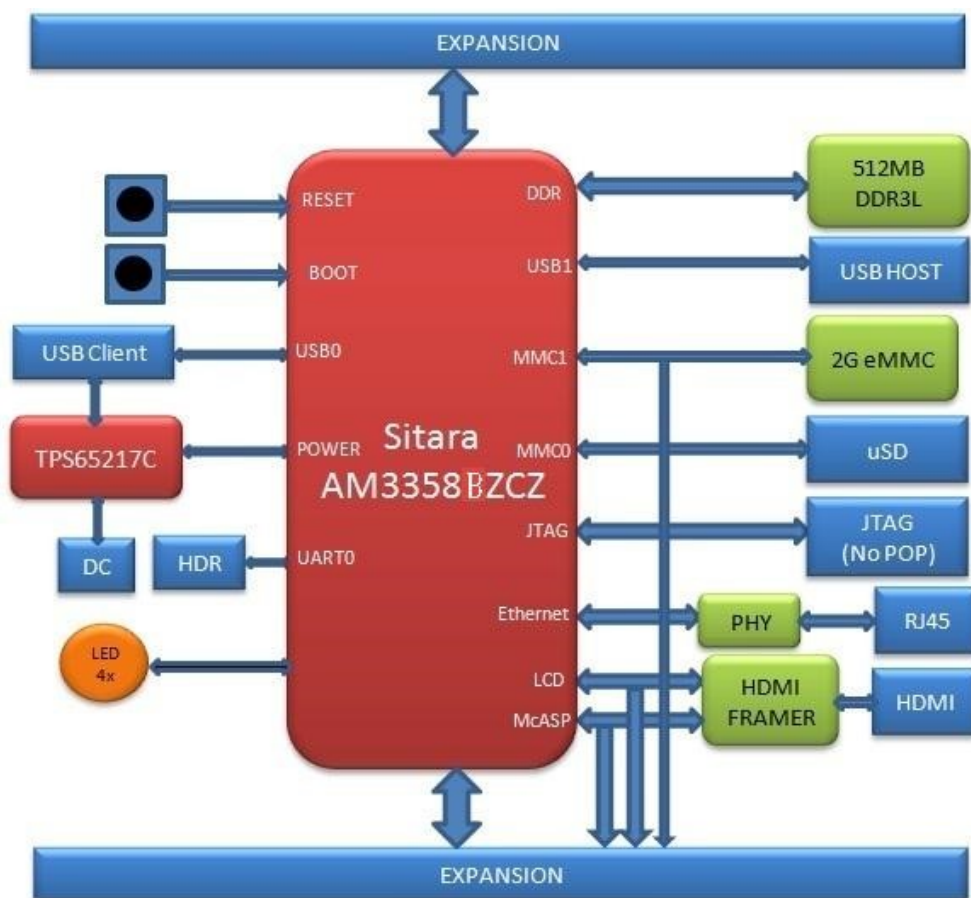 EXPANSION
RESET
DDR
512MB
DDR3L
BOOT
USB1
USB HOST
USB Client
USB0
MMC1
2G eMMC
TPS65217C
POWER
Sitara
AM3358BZCZ
MMC0
uSD
JTAG
JTAG
(No POP)
DC
HDR
UART0
Ethernet
PHY
RJ45
LED
4x
LCD
McASP
HDMI
FRAMER
HDMI
EXPANSION